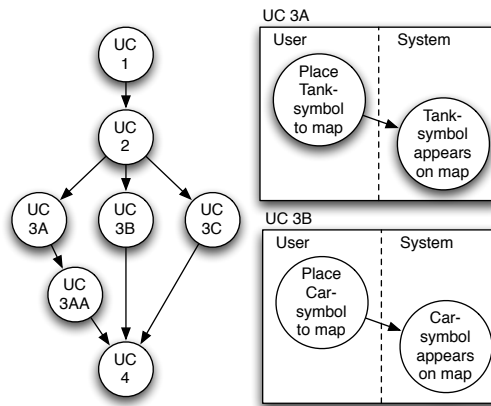 UC
1
UC
2
UC
3A
UC
3B
UC
3C
UC
3AA
UC
4
UC 3A
User
System
Place
Tank-
symbol
to map
Tank-
symbol
appears
on map
UC 3B
User
System
Place
Car-
symbol
to map
Car-
symbol
appears
on map